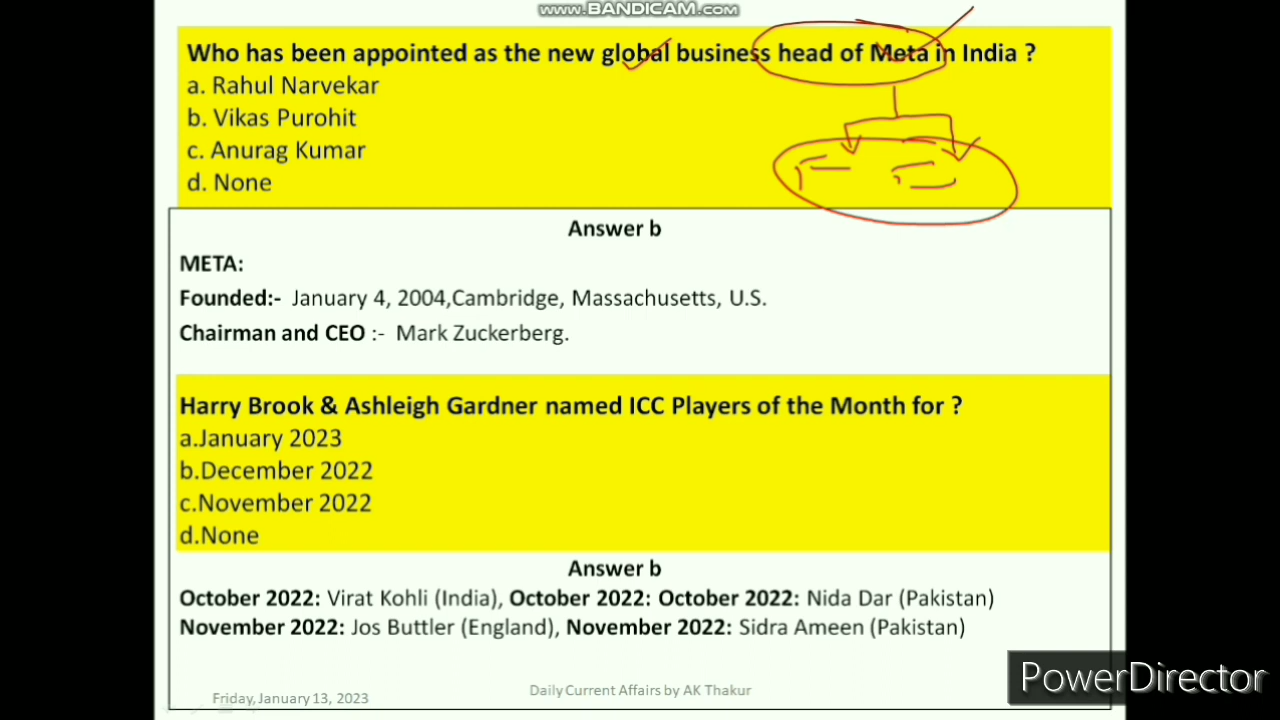 www.BANDICAM.com
Who has been appointed as the new global business head of Meta in India ?
a. Rahul Narvekar
b. Vikas Purohit
c. Anurag Kumar
d. None
Answer b
META:
Founded:- January 4, 2004,Cambridge, Massachusetts, U.S.
Chairman and CEO :- Mark Zuckerberg.
Harry Brook & Ashleigh Gardner named ICC Players of the Month for ?
a.January 2023
b.December 2022
c.November 2022
d.None
Answer b
October 2022: Virat Kohli (India), October 2022: October 2022: Nida Dar (Pakistan)
November 2022: Jos Buttler (England), November 2022: Sidra Ameen (Pakistan)
Friday, January 13, 2023
Daily Current Affairs by AK Thakur
PowerDirector